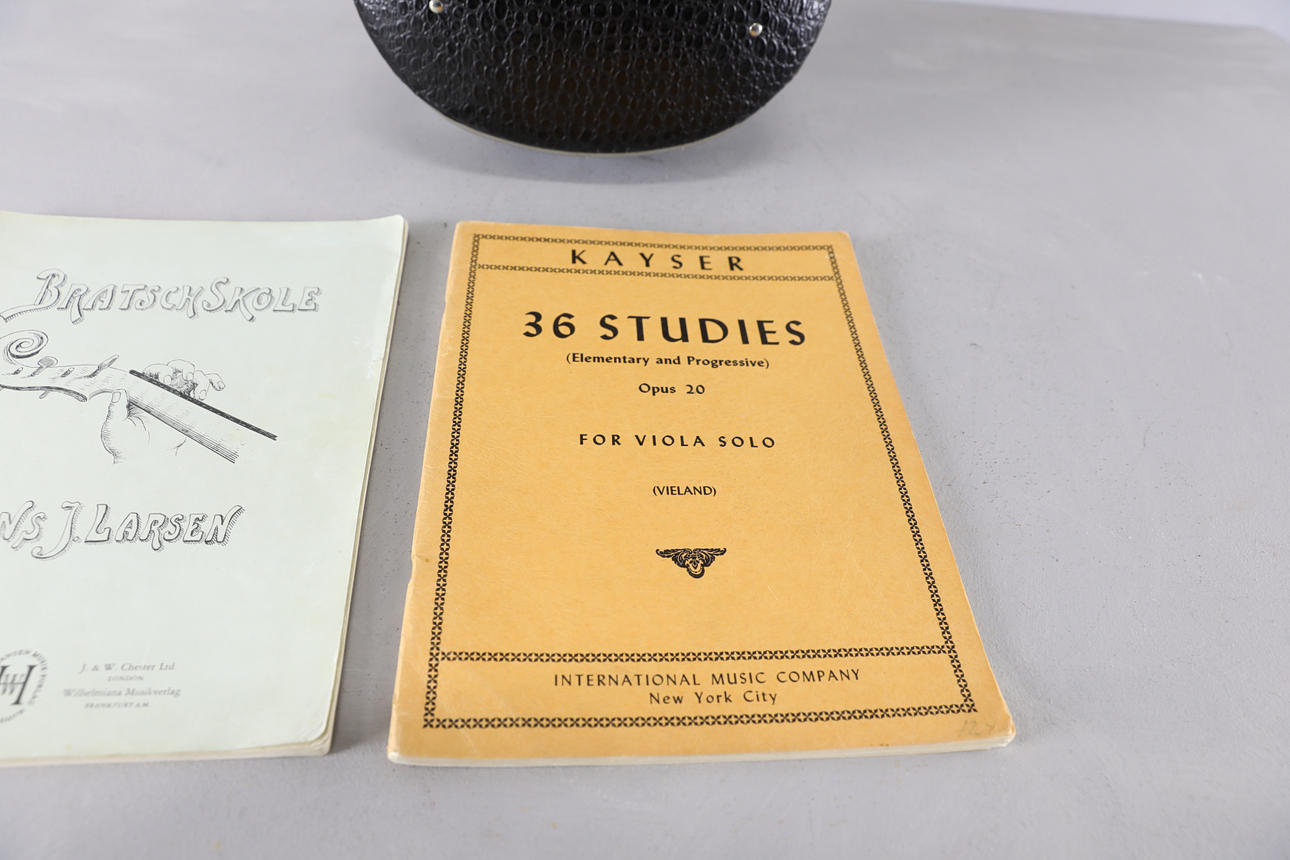 BRATSCHSKOLE
J. LARSEN
J. & W. Chester Ltd.
LONDON
Wilhelmiana Musikverlag
FRANKFURT A.M.
KAYSER
36 STUDIES
(Elementary and Progressive)
Opus 20
FOR VIOLA SOLO
(VIELAND)
INTERNATIONAL MUSIC COMPANY
New York City